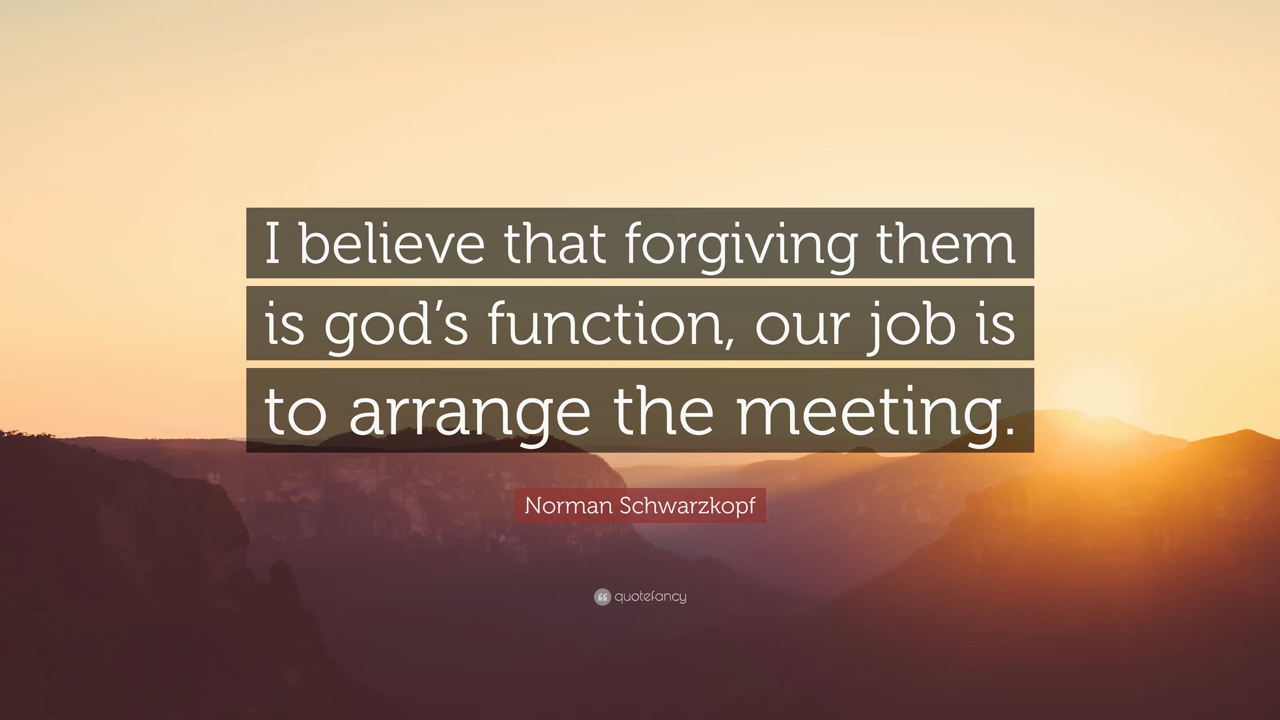 I believe that forgiving them
is god’s function, our job is
to arrange the meeting.
Norman Schwarzkopf
quotefancy